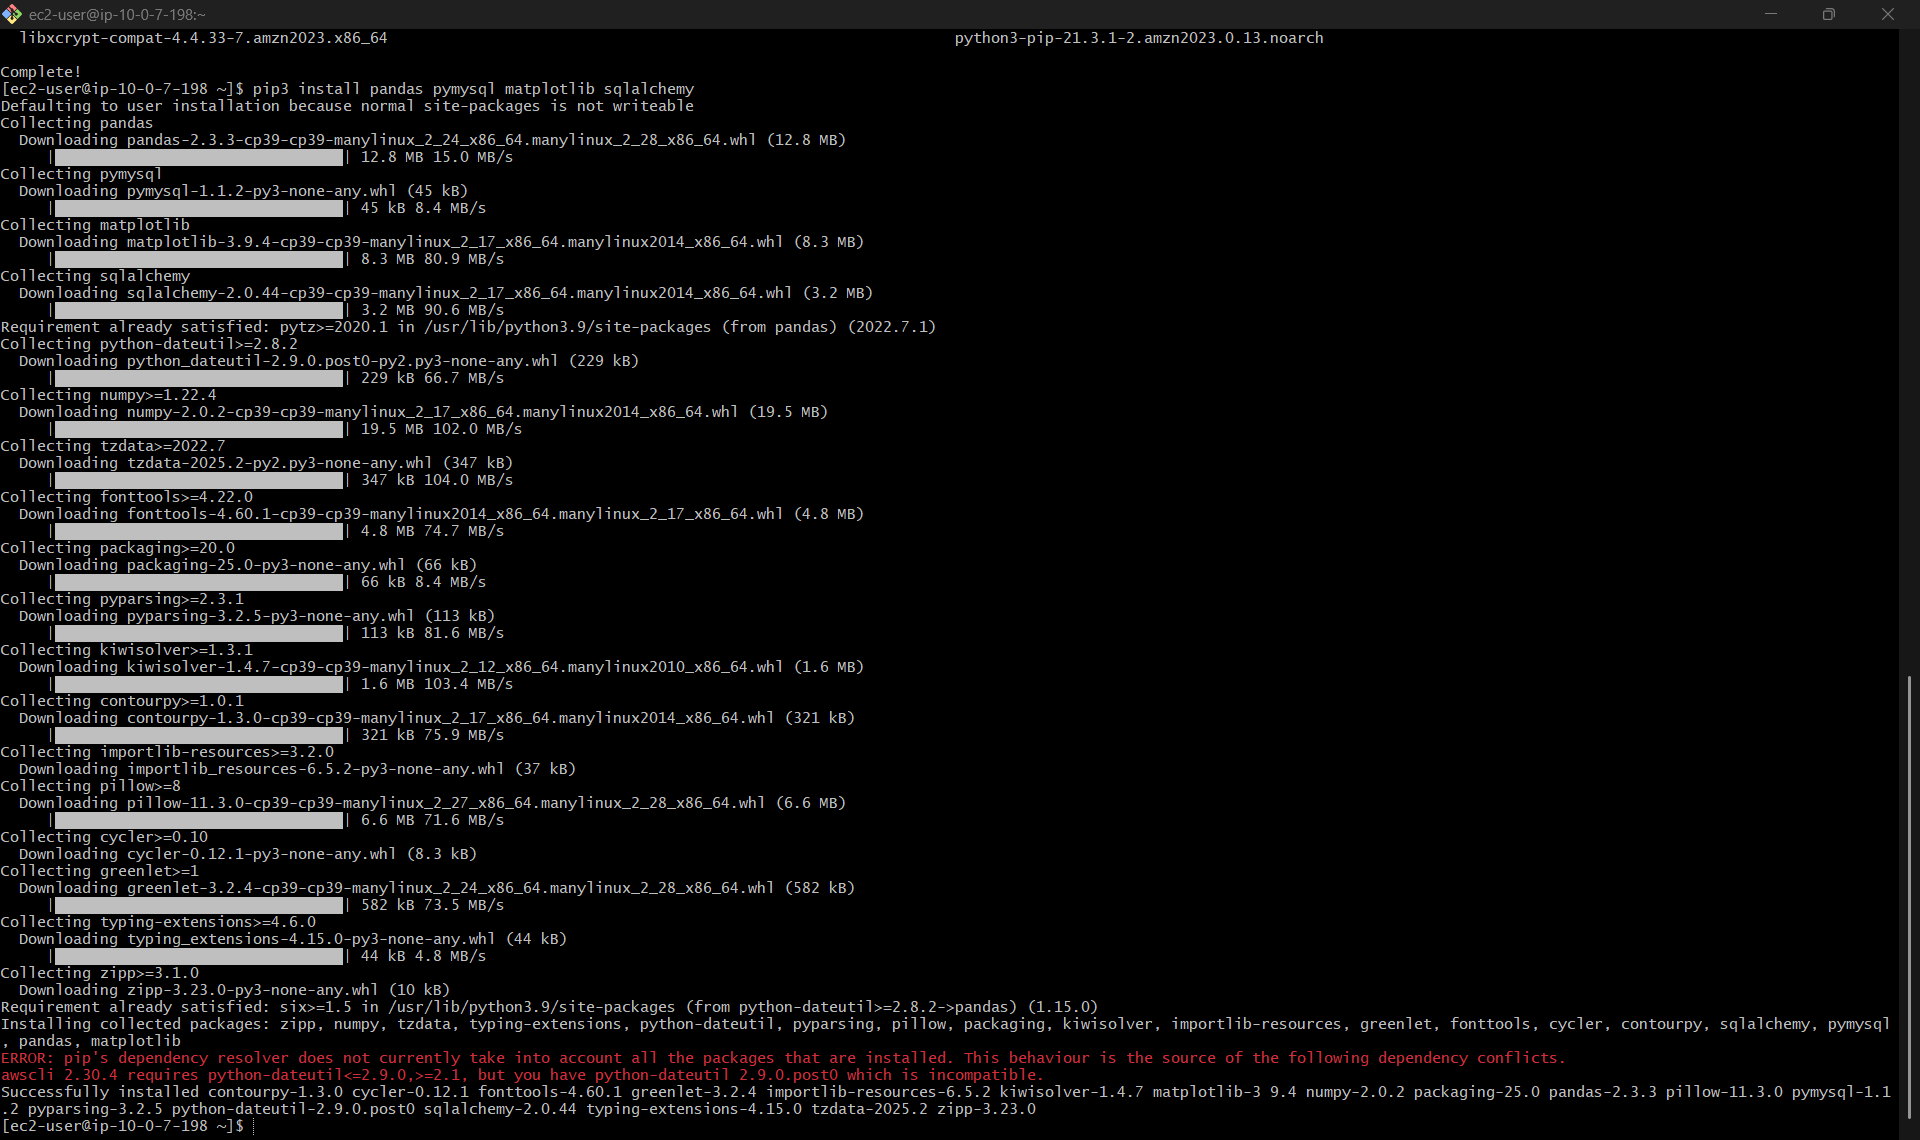 ec2-user@ip-10-0-7-198:~
libxcrypt-compat-4.4.33-7.amzn2023.x86_64 python3-pip-21.3.1-2.amzn2023.0.13.noarch
Complete!
[ec2-user@ip-10-0-7-198 ~]$ pip3 install pandas pymysql matplotlib sqlalchemy
Defaulting to user installation because normal site-packages is not writeable
Collecting pandas
Downloading pandas-2.3.3-cp39-cp39-manylinux_2_24_x86_64.manylinux_2_28_x86_64.whl (12.8 MB)
| | 12.8 MB 15.0 MB/s
Collecting pymysql
Downloading pymysql-1.1.2-py3-none-any.whl (45 kB)
| | 45 kB 8.4 MB/s
Collecting matplotlib
Downloading matplotlib-3.9.4-cp39-cp39-manylinux_2_17_x86_64.manylinux2014_x86_64.whl (8.3 MB)
| | 8.3 MB 80.9 MB/s
Collecting sqlalchemy
Downloading sqlalchemy-2.0.44-cp39-cp39-manylinux_2_17_x86_64.manylinux2014_x86_64.whl (3.2 MB)
| | 3.2 MB 90.6 MB/s
Requirement already satisfied: pytz>=2020.1 in /usr/lib/python3.9/site-packages (from pandas) (2022.7.1)
Collecting python-dateutil>=2.8.2
Downloading python_dateutil-2.9.0.post0-py2.py3-none-any.whl (229 kB)
| | 229 kB 66.7 MB/s
Collecting numpy>=1.22.4
Downloading numpy-2.0.2-cp39-cp39-manylinux_2_17_x86_64.manylinux2014_x86_64.whl (19.5 MB)
| | 19.5 MB 102.0 MB/s
Collecting tzdata>=2022.7
Downloading tzdata-2025.2-py2.py3-none-any.whl (347 kB)
| | 347 kB 104.0 MB/s
Collecting fonttools>=4.22.0
Downloading fonttools-4.60.1-cp39-cp39-manylinux2014_x86_64.manylinux_2_17_x86_64.whl (4.8 MB)
| | 4.8 MB 74.7 MB/s
Collecting packaging>=20.0
Downloading packaging-25.0-py3-none-any.whl (66 kB)
| | 66 kB 8.4 MB/s
Collecting pyparsing>=2.3.1
Downloading pyparsing-3.2.5-py3-none-any.whl (113 kB)
| | 113 kB 81.6 MB/s
Collecting kiwisolver>=1.3.1
Downloading kiwisolver-1.4.7-cp39-cp39-manylinux_2_12_x86_64.manylinux2010_x86_64.whl (1.6 MB)
| | 1.6 MB 103.4 MB/s
Collecting contourpy>=1.0.1
Downloading contourpy-1.3.0-cp39-cp39-manylinux_2_17_x86_64.manylinux2014_x86_64.whl (321 kB)
| | 321 kB 75.9 MB/s
Collecting importlib-resources>=3.2.0
Downloading importlib_resources-6.5.2-py3-none-any.whl (37 kB)
Collecting pillow>=8
Downloading pillow-11.3.0-cp39-cp39-manylinux_2_27_x86_64.manylinux_2_28_x86_64.whl (6.6 MB)
| | 6.6 MB 71.6 MB/s
Collecting cycler>=0.10
Downloading cycler-0.12.1-py3-none-any.whl (8.3 kB)
Collecting greenlet>=1
Downloading greenlet-3.2.4-cp39-cp39-manylinux_2_24_x86_64.manylinux_2_28_x86_64.whl (582 kB)
| | 582 kB 73.5 MB/s
Collecting typing-extensions>=4.6.0
Downloading typing_extensions-4.15.0-py3-none-any.whl (44 kB)
| | 44 kB 4.8 MB/s
Collecting zipp>=3.1.0
Downloading zipp-3.23.0-py3-none-any.whl (10 kB)
Requirement already satisfied: six>=1.5 in /usr/lib/python3.9/site-packages (from python-dateutil>=2.8.2->pandas) (1.15.0)
Installing collected packages: zipp, numpy, tzdata, typing-extensions, python-dateutil, pyparsing, pillow, packaging, kiwisolver, importlib-resources, greenlet, fonttools, cycler, contourpy, sqlalchemy, pymysql
, pandas, matplotlib
ERROR: pip's dependency resolver does not currently take into account all the packages that are installed. This behaviour is the source of the following dependency conflicts.
awscli 2.30.4 requires python-dateutil<=2.9.0,>=2.1, but you have python-dateutil 2.9.0.post0 which is incompatible.
Successfully installed contourpy-1.3.0 cycler-0.12.1 fonttools-4.60.1 greenlet-3.2.4 importlib-resources-6.5.2 kiwisolver-1.4.7 matplotlib-3 9.4 numpy-2.0.2 packaging-25.0 pandas-2.3.3 pillow-11.3.0 pymysql-1.1
.2 pyparsing-3.2.5 python-dateutil-2.9.0.post0 sqlalchemy-2.0.44 typing-extensions-4.15.0 tzdata-2025.2 zipp-3.23.0
[ec2-user@ip-10-0-7-198 ~]$